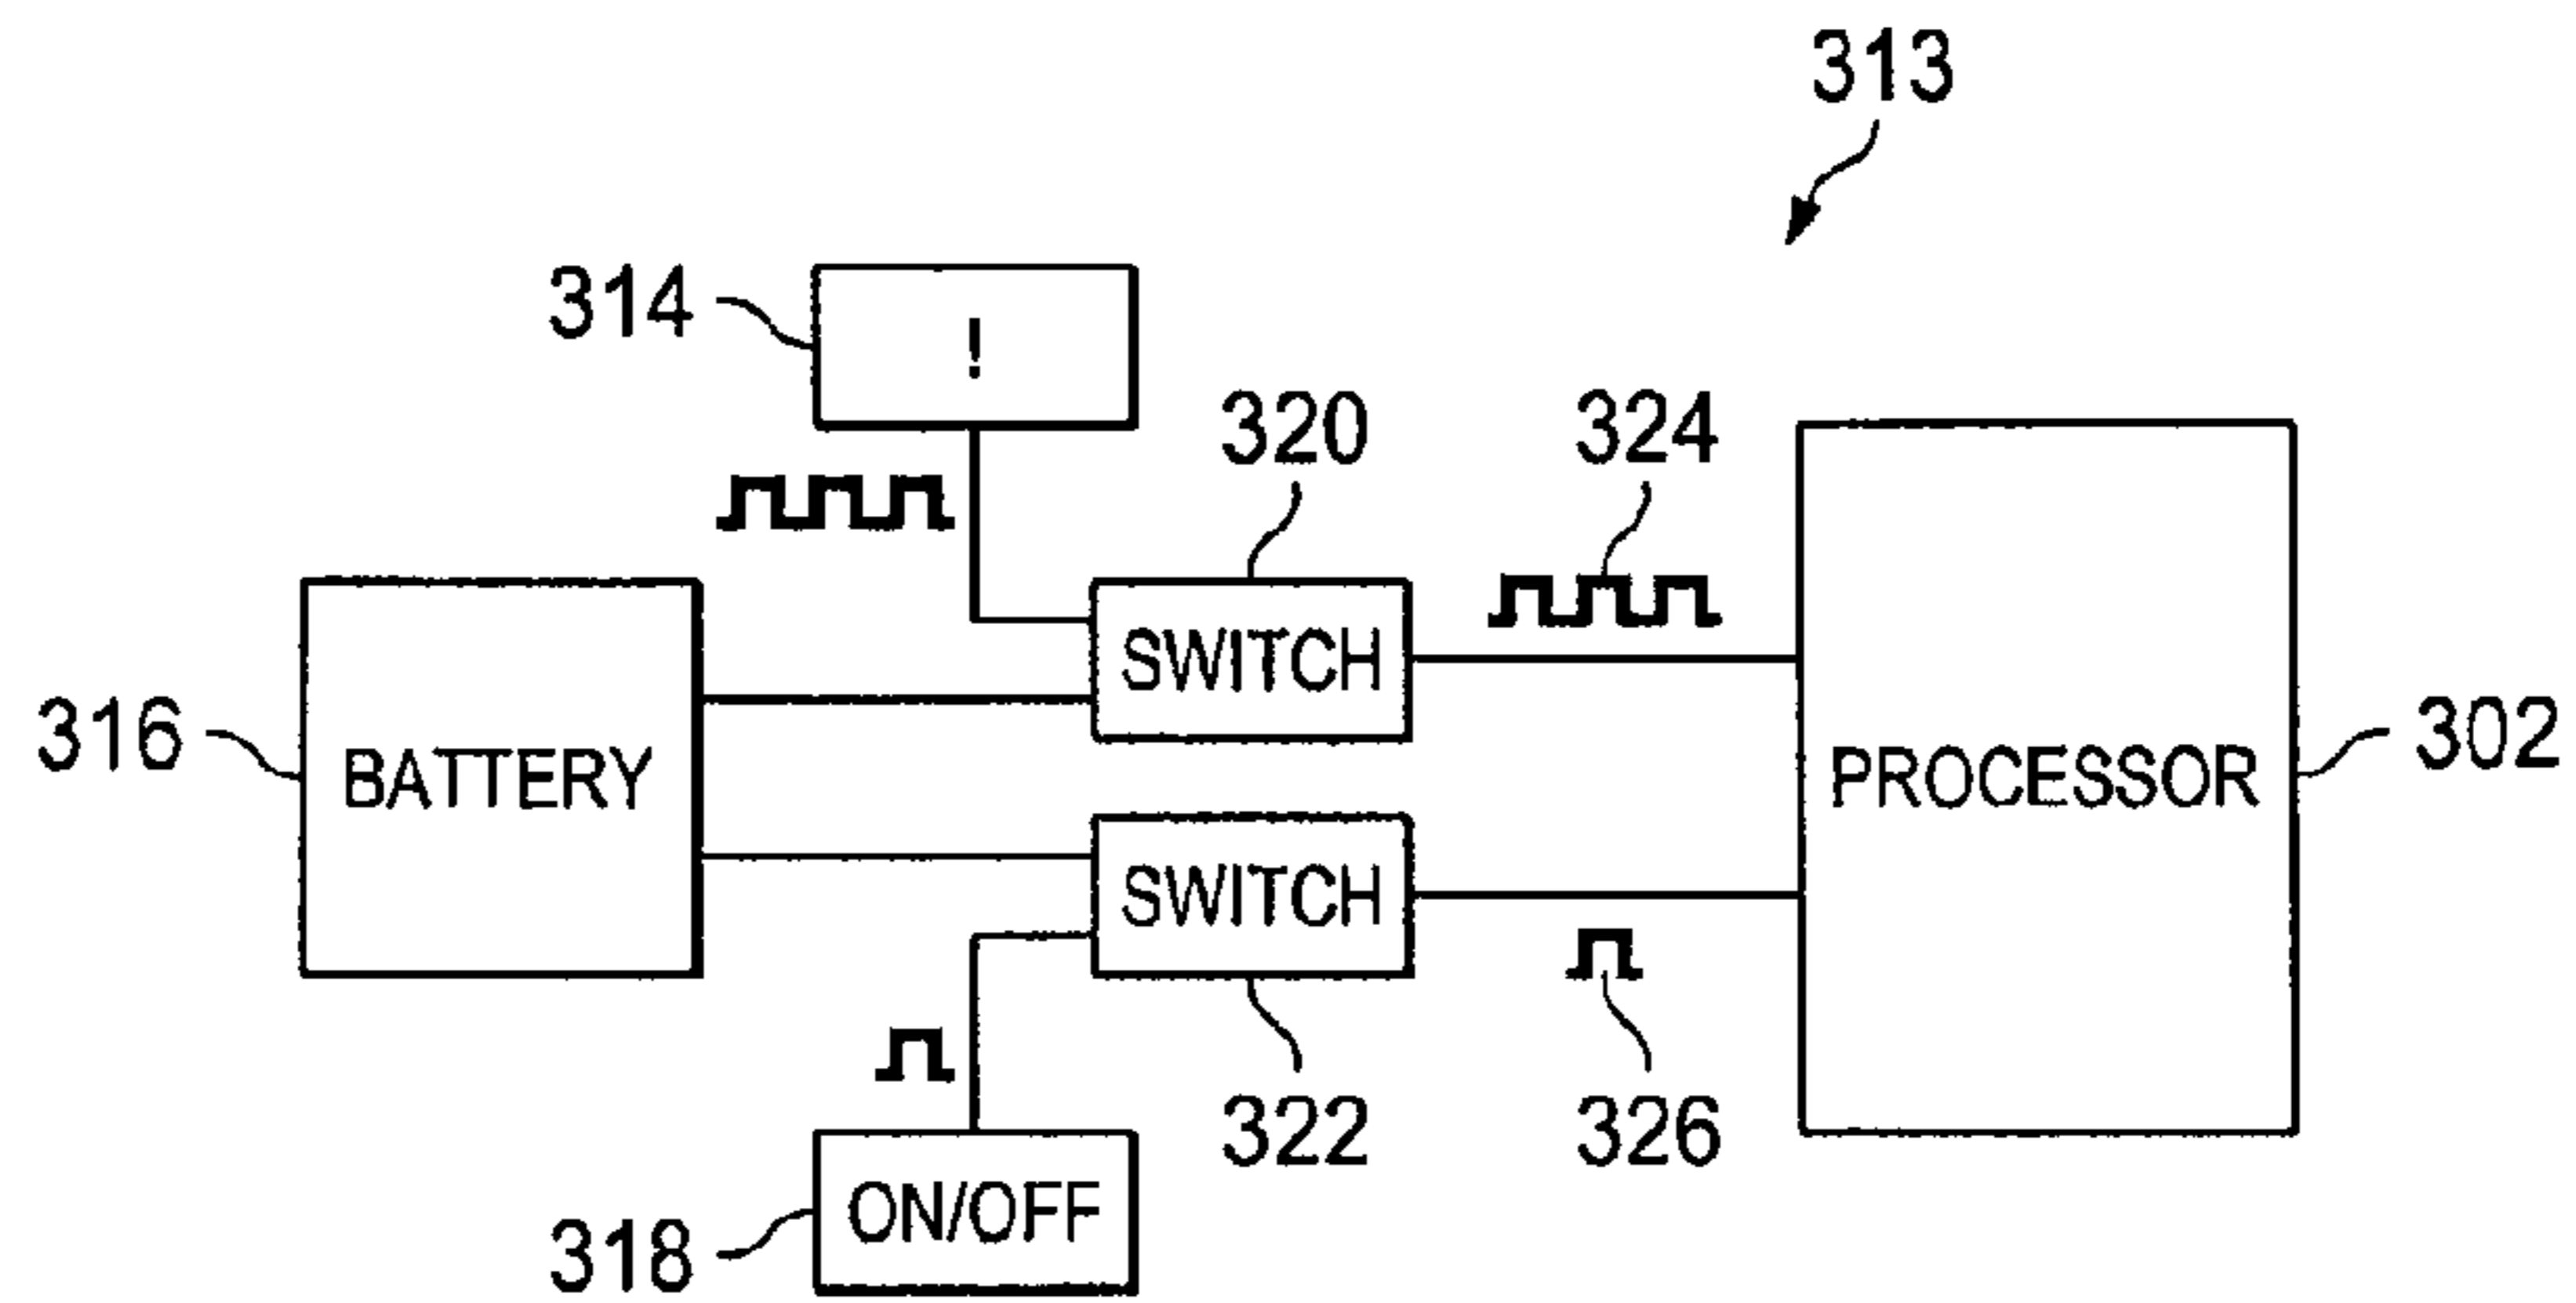 313
314
!
320
324
SWITCH
316
BATTERY
PROCESSOR
302
SWITCH
322
326
ON/OFF
318